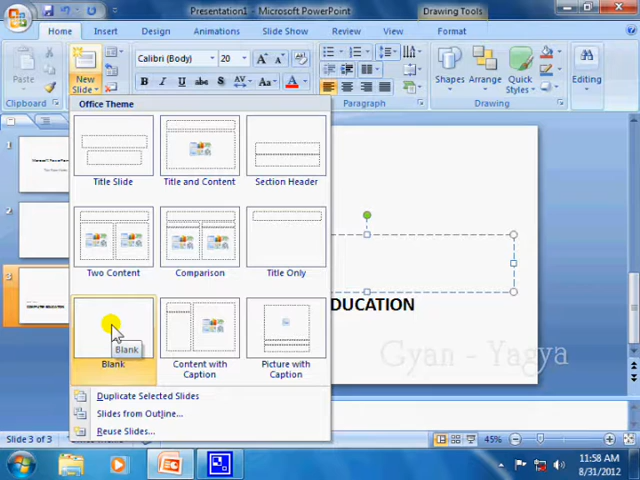 Presentation1 - Microsoft PowerPoint
Drawing Tools
Home
Insert
Design
Animations
Slide Show
Review
View
Format
Paste
Clipboard
New
Slide
Calibri (Body)
20
Paragraph
Shapes
Arrange
Quick
Styles
Drawing
Editing
Office Theme
Title Slide
Title and Content
Section Header
Two Content
Comparison
Title Only
Blank
Blank
Content with
Caption
Picture with
Caption
Duplicate Selected Slides
Slides from Outline...
Reuse Slides...
1
2
3
DUCATION
Gyan - Yagya
Slide 3 of 3
45%
11:58 AM
8/31/2012